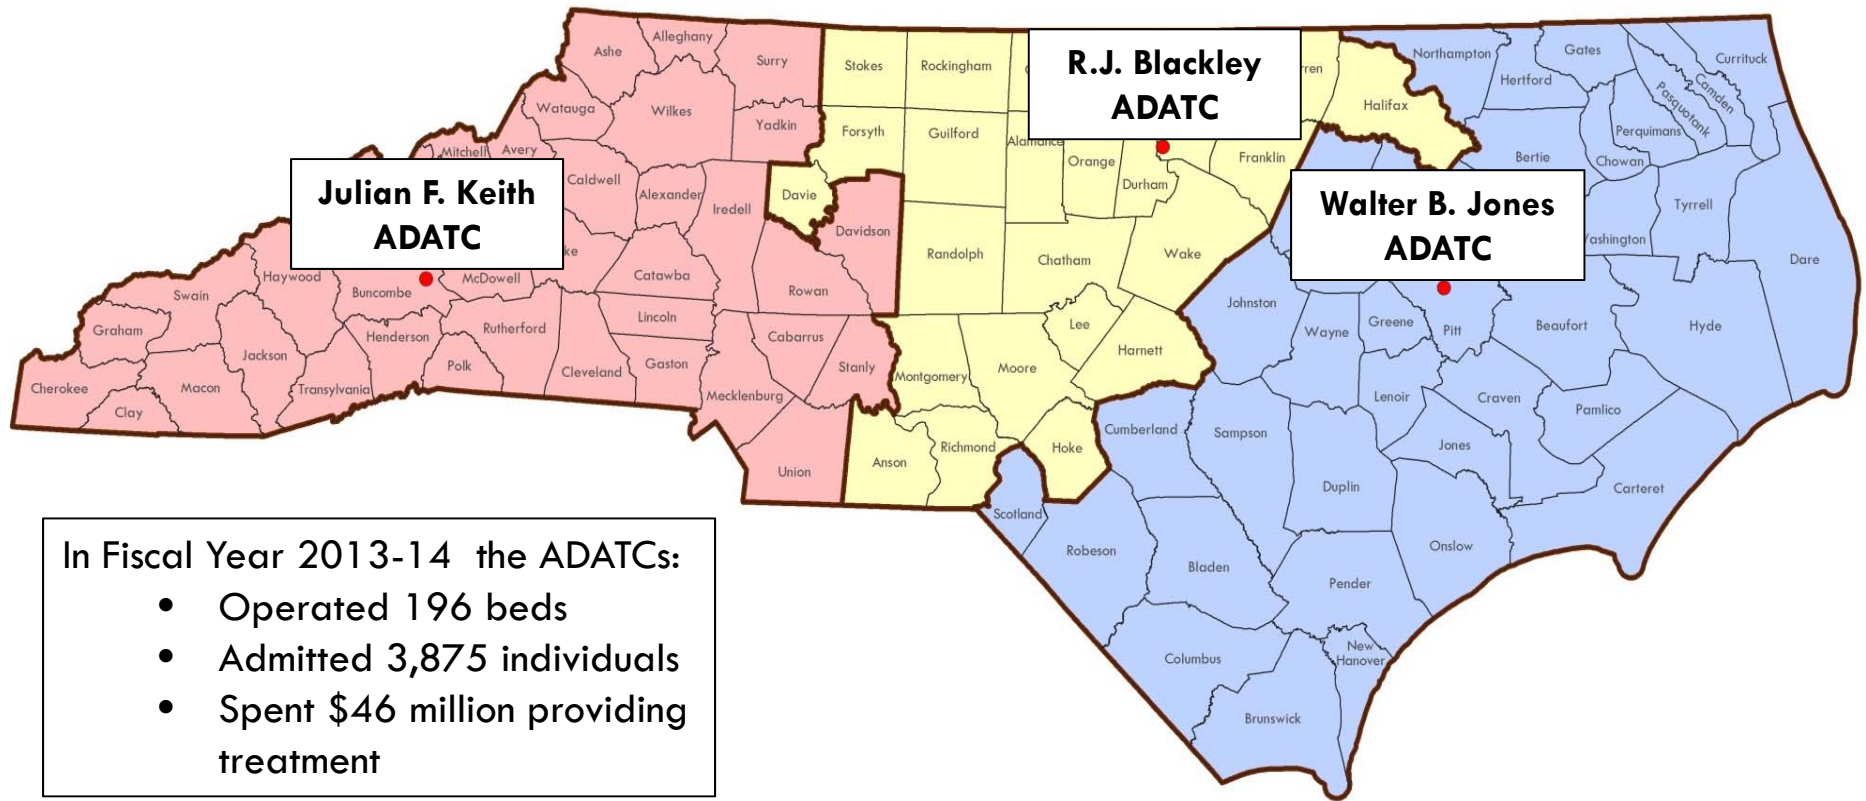 Alleghany
Ashe
Surry
Stokes
Rockingham
R.J. Blackley
ADATC
Northampton
Gates
Currituck
Hertford
Camden
Pasquotank
Halifax
Watauga
Wilkes
Yadkin
Forsyth
Guilford
Alamance
Orange
Durham
Franklin
Perquimans
Bertie
Chowan
Mitchell
Avery
Caldwell
Alexander
Iredell
Davie
Davidson
Julian F. Keith
ADATC
Walter B. Jones
ADATC
Tyrrell
Randolph
Chatham
Wake
Dare
Haywood
Buncombe
McDowell
Catawba
Rowan
Swain
Johnston
Graham
Jackson
Henderson
Rutherford
Lincoln
Cabarrus
Lee
Harnett
Wayne
Greene
Pitt
Beaufort
Hyde
Cherokee
Clay
Macon
Transylvania
Polk
Cleveland
Gaston
Mecklenburg
Stanly
Montgomery
Moore
Lenoir
Craven
Pamlico
Union
Anson
Richmond
Hoke
Cumberland
Sampson
Jones
Duplin
Carteret
Scotland
Robeson
Bladen
Onslow
Pender
Columbus
New
Hanover
Brunswick
In Fiscal Year 2013-14 the ADATCs:
• Operated 196 beds
• Admitted 3,875 individuals
• Spent $46 million providing
treatment